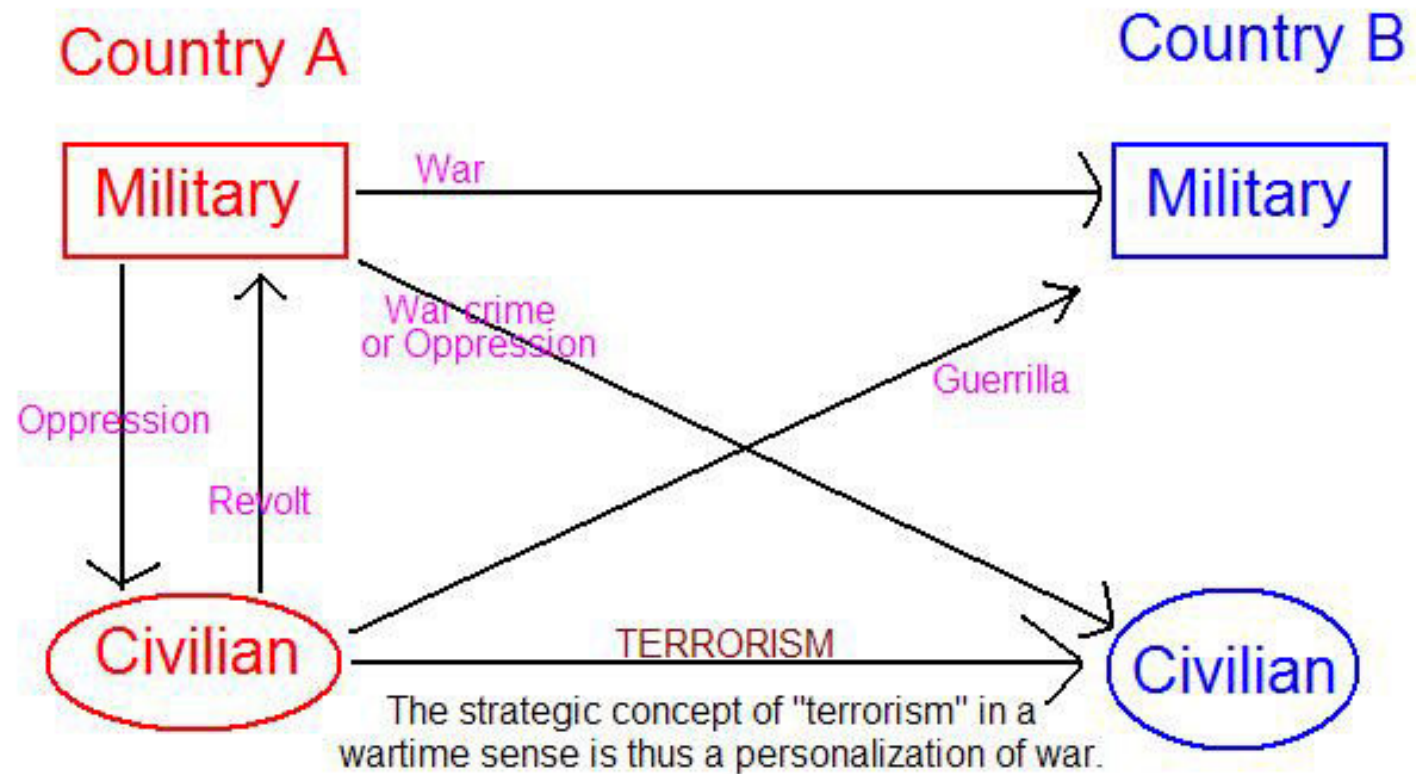 Country A
Country B
Military
War
Military
War crime
or Oppression
Guerrilla
Oppression
Revolt
Civilian
TERRORISM
Civilian
The strategic concept of "terrorism" in a
wartime sense is thus a personalization of war.